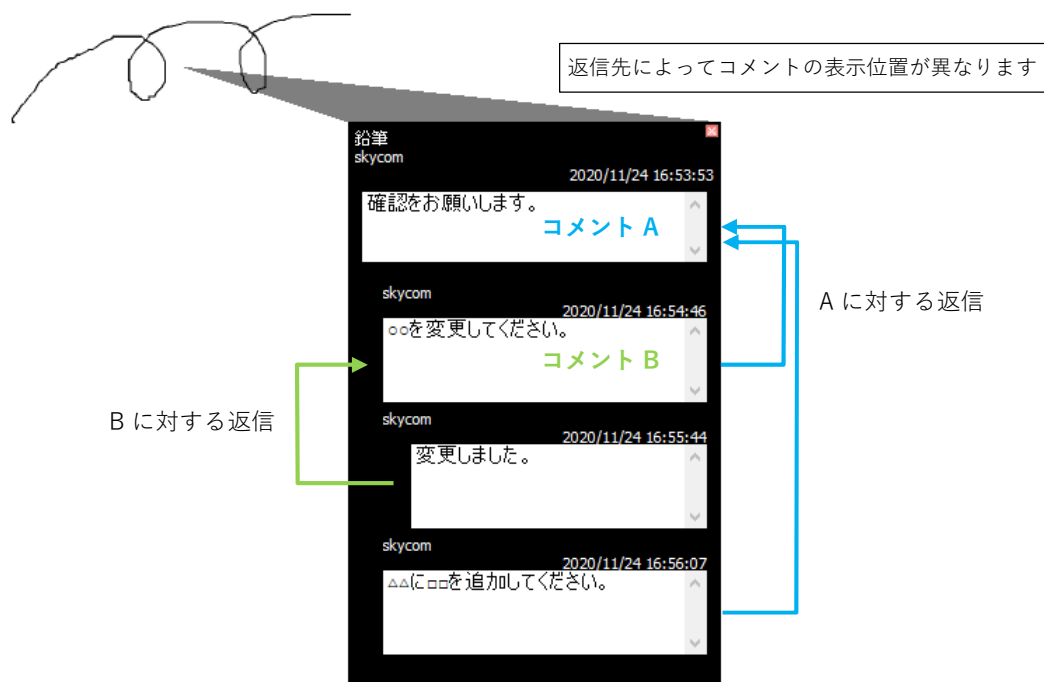 返信先によってコメントの表示位置が異なります
鉛筆
skycom
2020/11/24 16:53:53
確認をお願いします。
コメント A
A に対する返信
skycom
2020/11/24 16:54:46
○○を変更してください。
コメント B
B に対する返信
skycom
2020/11/24 16:55:44
変更しました。
skycom
2020/11/24 16:56:07
△△に□□を追加してください。